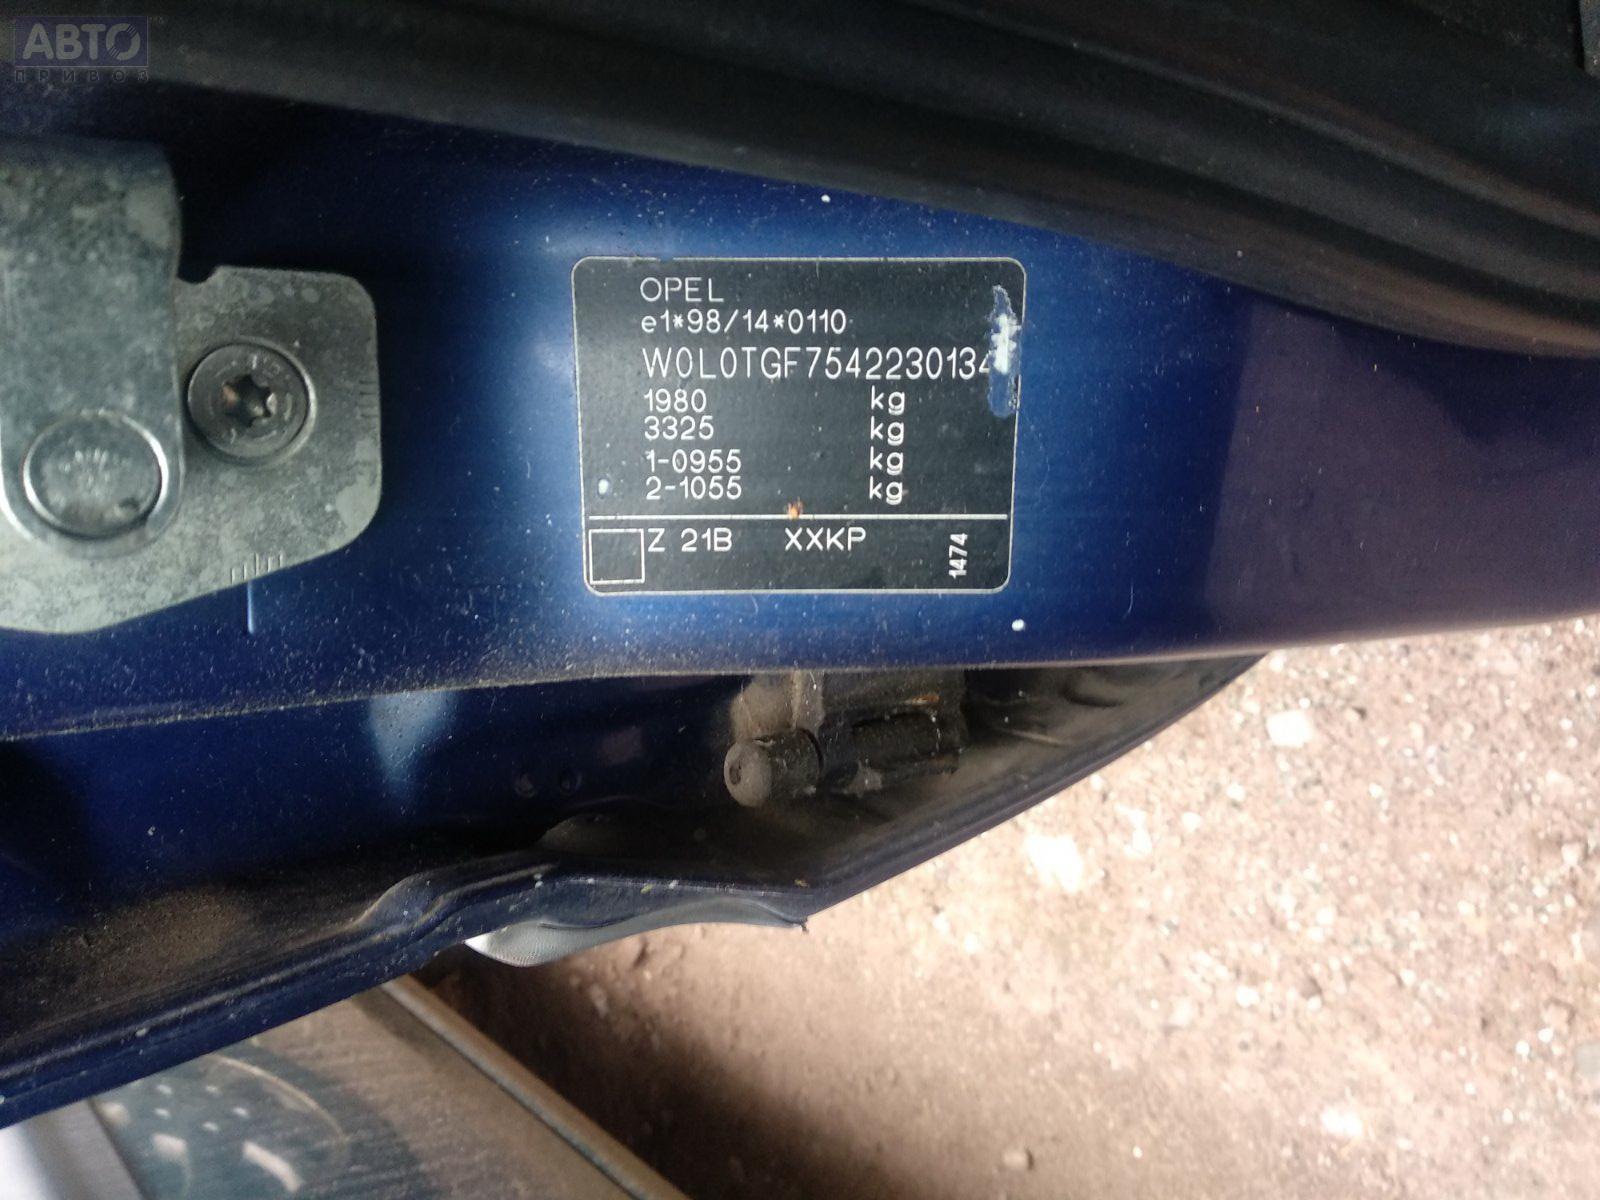 АВТО
ПРИВОЗ
OPEL
e1*98/14*0110
W0L0TGF7542230134
1980 kg
3325 kg
1-0955 kg
2-1055 kg
Z 21B XXKP
1474